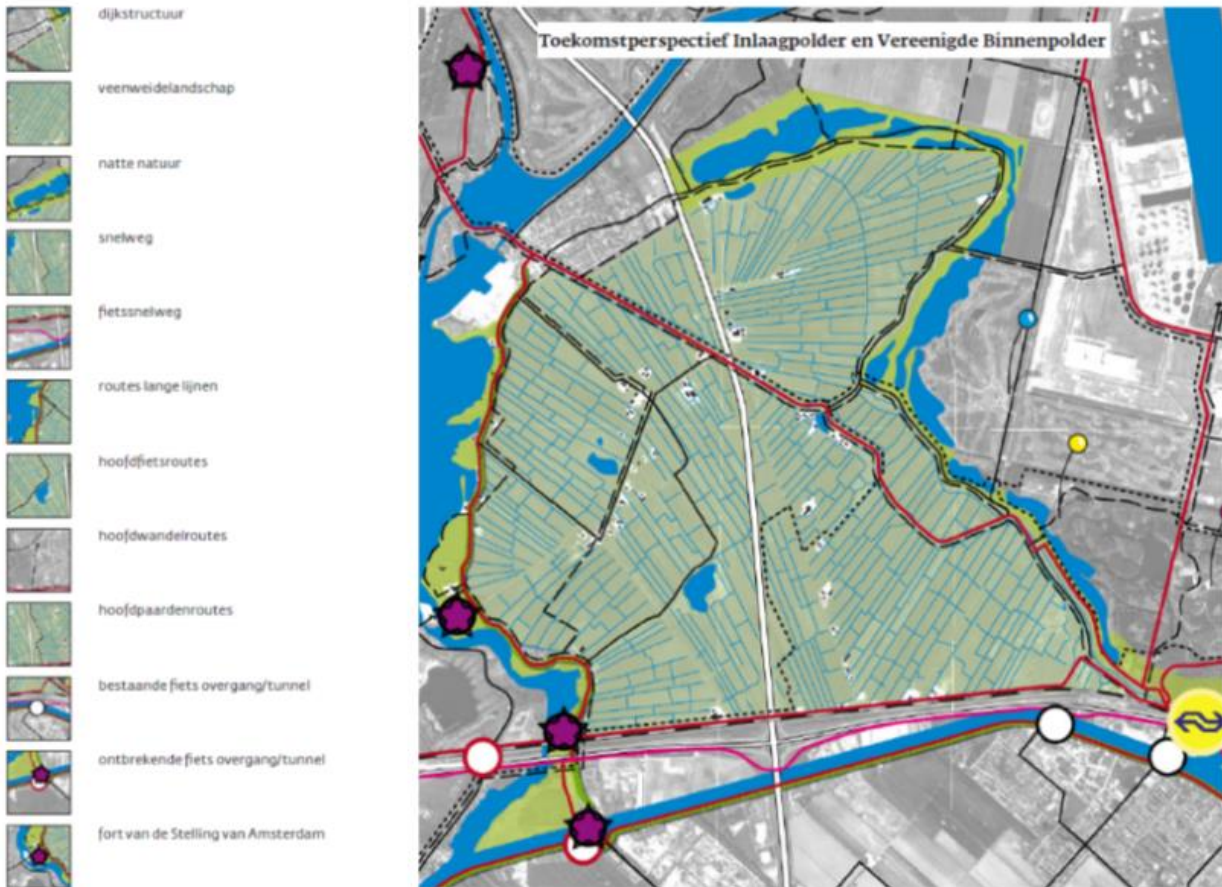 dijkstructuur
veenweidelandschap
natte natuur
snelweg
fietssnelweg
routes lange lijnen
hoofdfietsroutes
hoofdwandelroutes
hoofdpaardenroutes
bestaande fiets overgang/tunnel
ontbrekende fiets overgang/tunnel
fort van de Stelling van Amsterdam
Toekomstperspectief Inlaagpolder en Vereenigde Binnenpolder